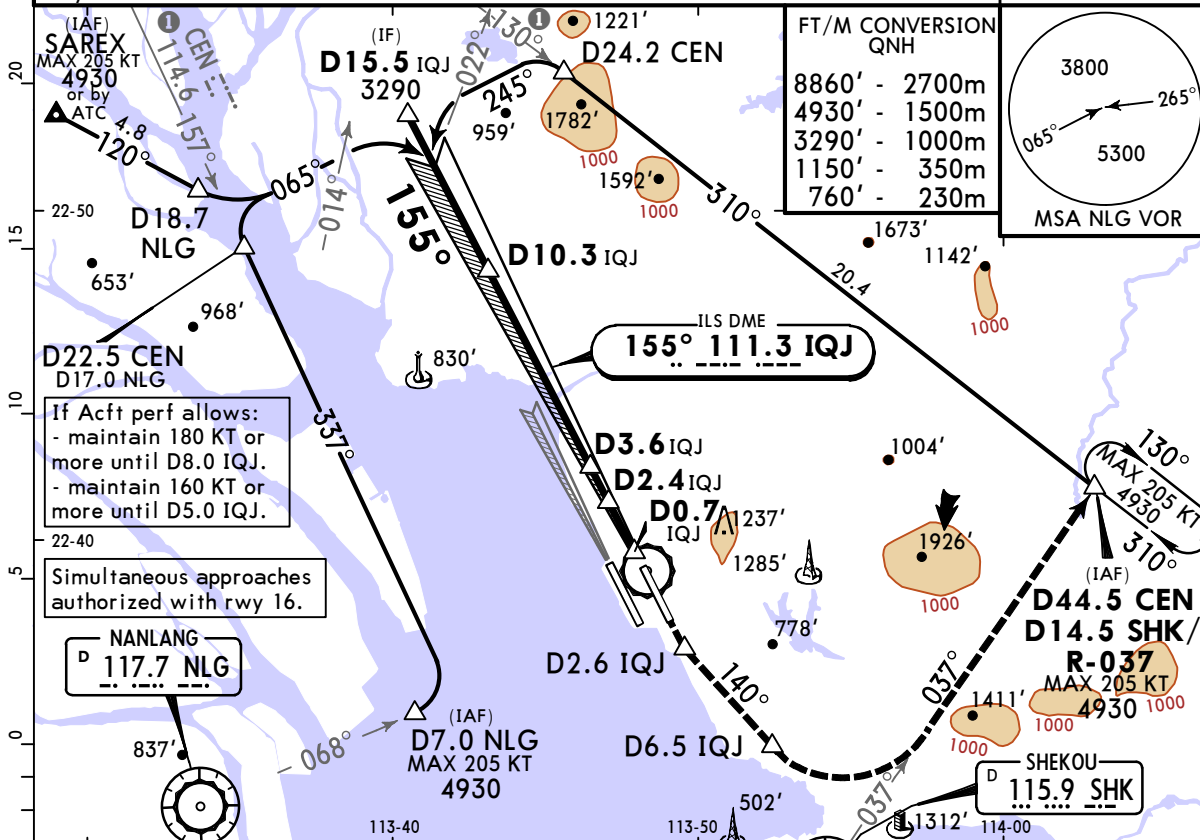 (IAF)
SAREX
MAX 205 KT
4930
or by
ATC
4.8
120°
1
CEN
114.6
157°
(IF)
D15.5 IQJ
3290
022°
130°
1
1221'
D24.2 CEN
245°
959'
1782'
1000
1592'
1000
FT/M CONVERSION
QNH
8860' - 2700m
4930' - 1500m
3290' - 1000m
1150' - 350m
760' - 230m
3800
265°
065°
5300
MSA NLG VOR
20
15
10
5
0
22-50
22-40
D18.7
NLG
065°
014°
155°
310°
20.4
1673'
1142'
1000
653'
968'
D10.3 IQJ
D22.5 CEN
D17.0 NLG
830'
ILS DME
155° 111.3 IQJ
If Acft perf allows:
- maintain 180 KT or
more until D8.0 IQJ.
- maintain 160 KT or
more until D5.0 IQJ.
337°
D3.6 IQJ
D2.4 IQJ
D0.7
IQJ
1237'
1285'
1004'
1926'
1000
130°
MAX 205 KT
4930
310°
(IAF)
D44.5 CEN
D14.5 SHK/
R-037
MAX 205 KT
4930
Simultaneous approaches
authorized with rwy 16.
NANLANG
D 117.7 NLG
837'
068°
(IAF)
D7.0 NLG
MAX 205 KT
4930
D2.6 IQJ
140°
D6.5 IQJ
778'
037°
1411'
1000
1000
1000
SHEKOU
D 115.9 SHK
037°
1312'
502'
113-40
113-50
114-00